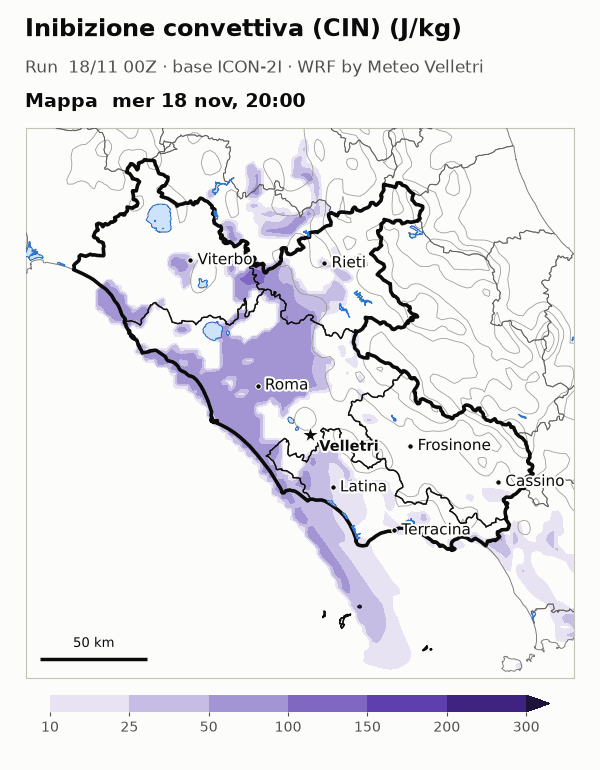 Inibizione convettiva (CIN) (J/kg)
Run  18/11 00Z · base ICON-2I · WRF by Meteo Velletri
Mappa  mer 18 nov, 20:00
Viterbo
Rieti
Roma
Velletri
Frosinone
Latina
Cassino
Terracina
50 km
10 25 50 100 150 200 300